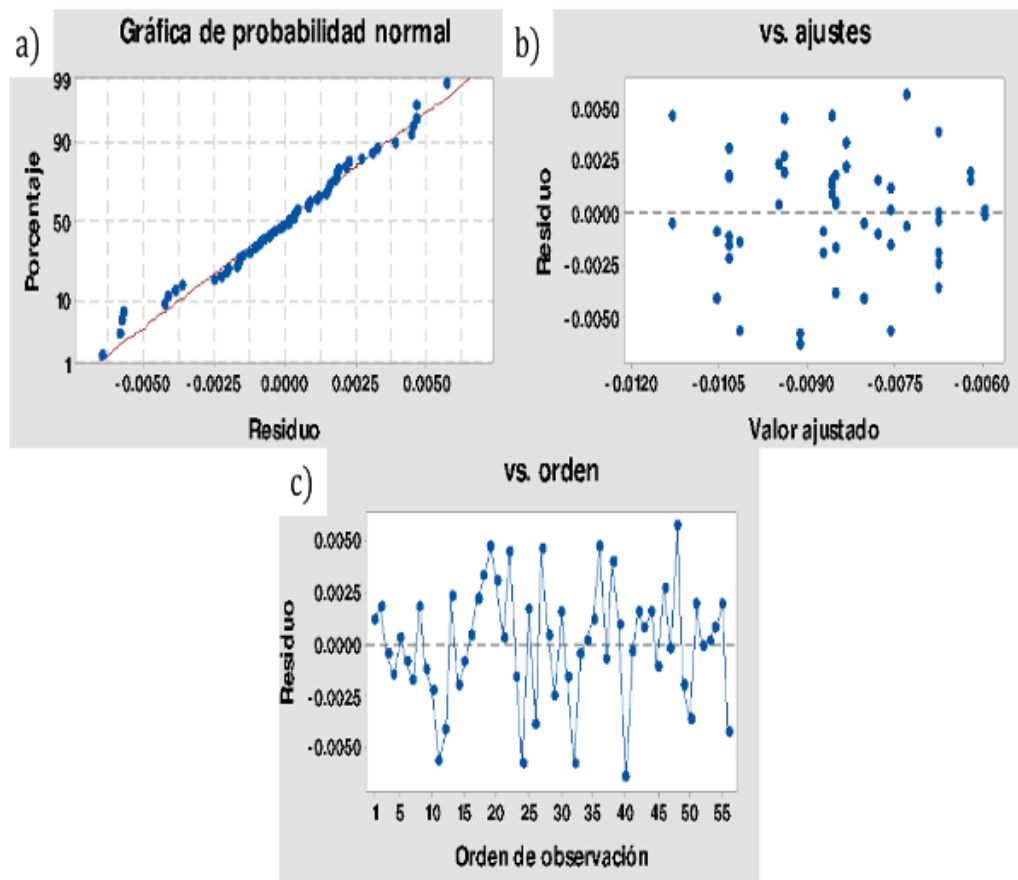 a)
Gráfica de probabilidad normal
Porcentaje
99
90
50
10
1
-0.0050 -0.0025 0.0000 0.0025 0.0050
Residuo
b)
vs. ajustes
Residuo
0.0050
0.0025
0.0000
-0.0025
-0.0050
-0.0120 -0.0105 -0.0090 -0.0075 -0.0060
Valor ajustado
c)
vs. orden
Residuo
0.0050
0.0025
0.0000
-0.0025
-0.0050
1 5 10 15 20 25 30 35 40 45 50 55
Orden de observación